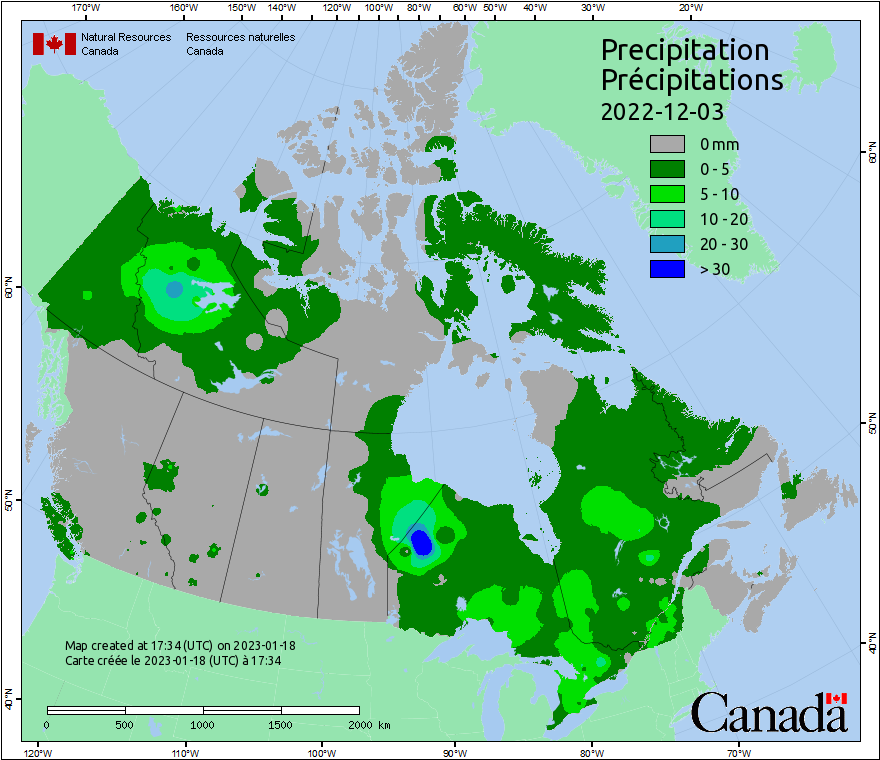 170°W 160°W 150°W 140°W 130°W 120°W 110°W 100°W 90°W 80°W 70°W 60°W 50°W 40°W 30°W 20°W
Natural Resources Ressources naturelles
Canada Canada
Precipitation
Précipitations
2022-12-03
0 mm
0 - 5
5 - 10
10 - 20
20 - 30
> 30
60°N
60°N
50°N
50°N
40°N
40°N
Map created at 17:34 (UTC) on 2023-01-18
Carte créée le 2023-01-18 (UTC) à 17:34
0 500 1000 1500 2000 km
Canada
120°W 110°W 100°W 90°W 80°W 70°W